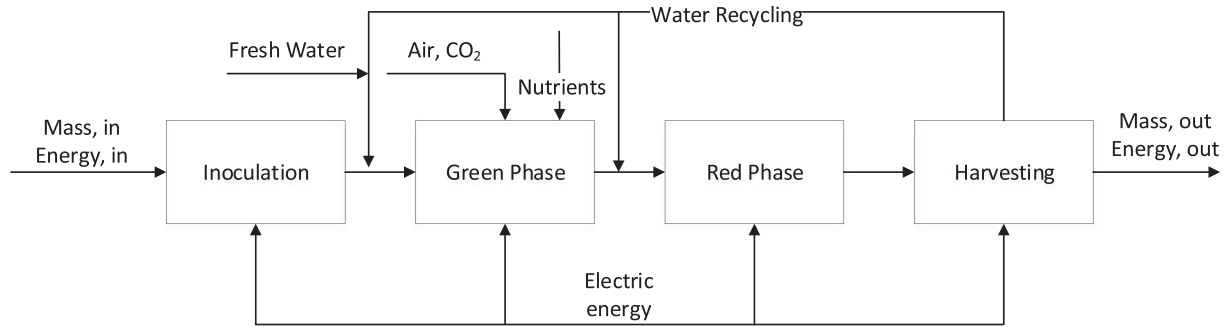 Water Recycling
Fresh Water
Air, CO₂
Nutrients
Mass, in
Energy, in
Inoculation
Green Phase
Red Phase
Harvesting
Mass, out
Energy, out
Electric
energy